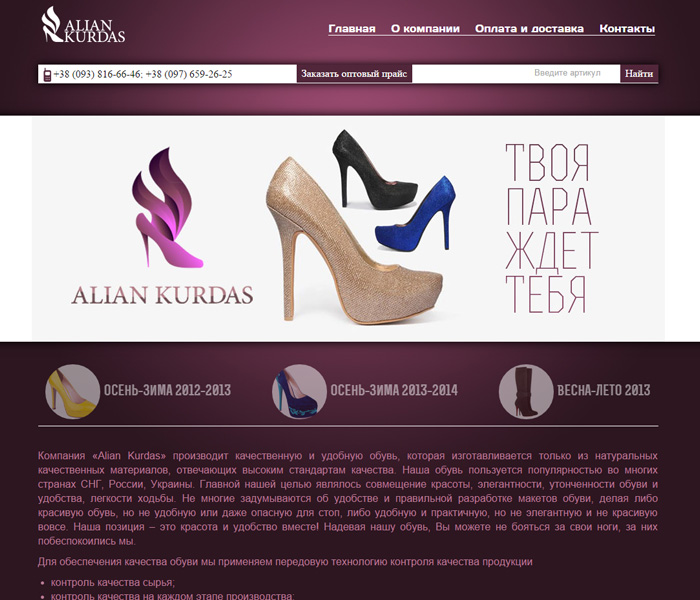 ALIAN
KURDAS
Главная О компании Оплата и доставка Контакты
+38 (093) 816-66-46; +38 (097) 659-26-25 Заказать оптовый прайс Введите артикул Найти
ALIAN KURDAS
ТВОЯ
ПАРА
ЖДЕТ
ТЕБЯ
ОСЕНЬ-ЗИМА 2012-2013 ОСЕНЬ-ЗИМА 2013-2014 ВЕСНА-ЛЕТО 2013
Компания «Alian Kurdas» производит качественную и удобную обувь, которая изготавливается только из натуральных
качественных материалов, отвечающих высоким стандартам качества. Наша обувь пользуется популярностью во многих
странах СНГ, России, Украины. Главной нашей целью являлось совмещение красоты, элегантности, утонченности обуви и
удобства, легкости ходьбы. Не многие задумываются об удобстве и правильной разработке макетов обуви, делая либо
красивую обувь, но не удобную или даже опасную для стоп, либо удобную и практичную, но не элегантную и не красивую
вовсе. Наша позиция – это красота и удобство вместе! Надевая нашу обувь, Вы можете не бояться за свои ноги, за них
побеспокоились мы.
Для обеспечения качества обуви мы применяем передовую технологию контроля качества продукции
• контроль качества сырья;
• контроль качества на каждом этапе производства;